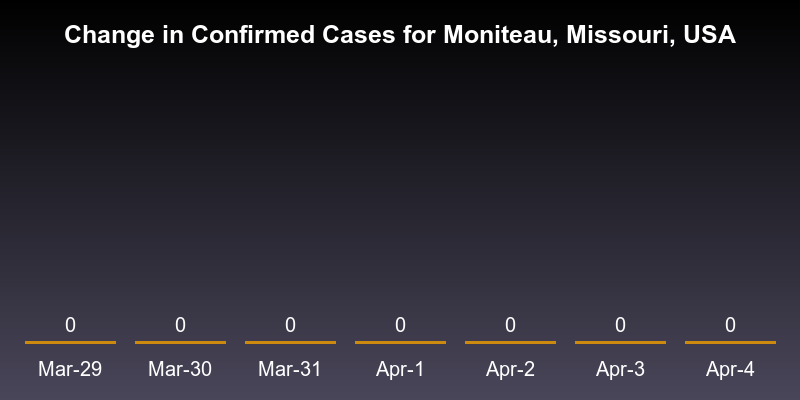 Change in Confirmed Cases for Moniteau, Missouri, USA
0 0 0 0 0 0 0
Mar-29 Mar-30 Mar-31 Apr-1 Apr-2 Apr-3 Apr-4